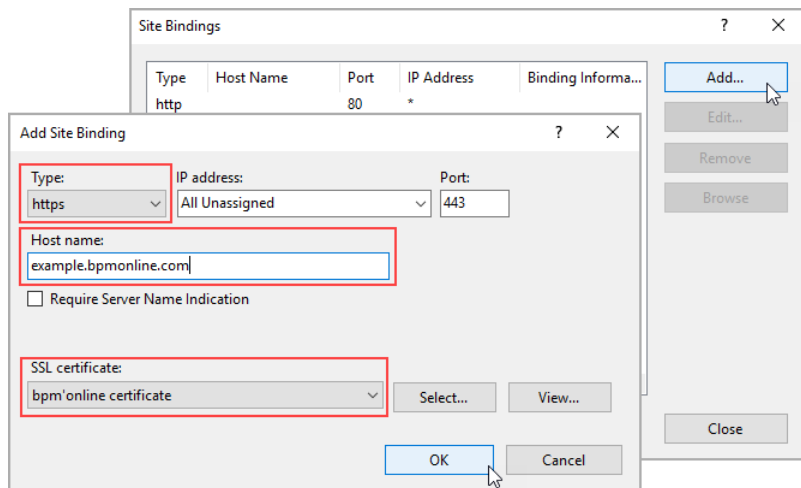 Site Bindings
? ×
Type Host Name Port IP Address Binding Informa...
http 80 *
Add...
Edit...
Remove
Browse
Close
Add Site Binding
? ×
Type: IP address: Port:
https All Unassigned 443
Host name:
example.bpmonline.com
Require Server Name Indication
SSL certificate:
bpm'online certificate
Select... View...
OK Cancel